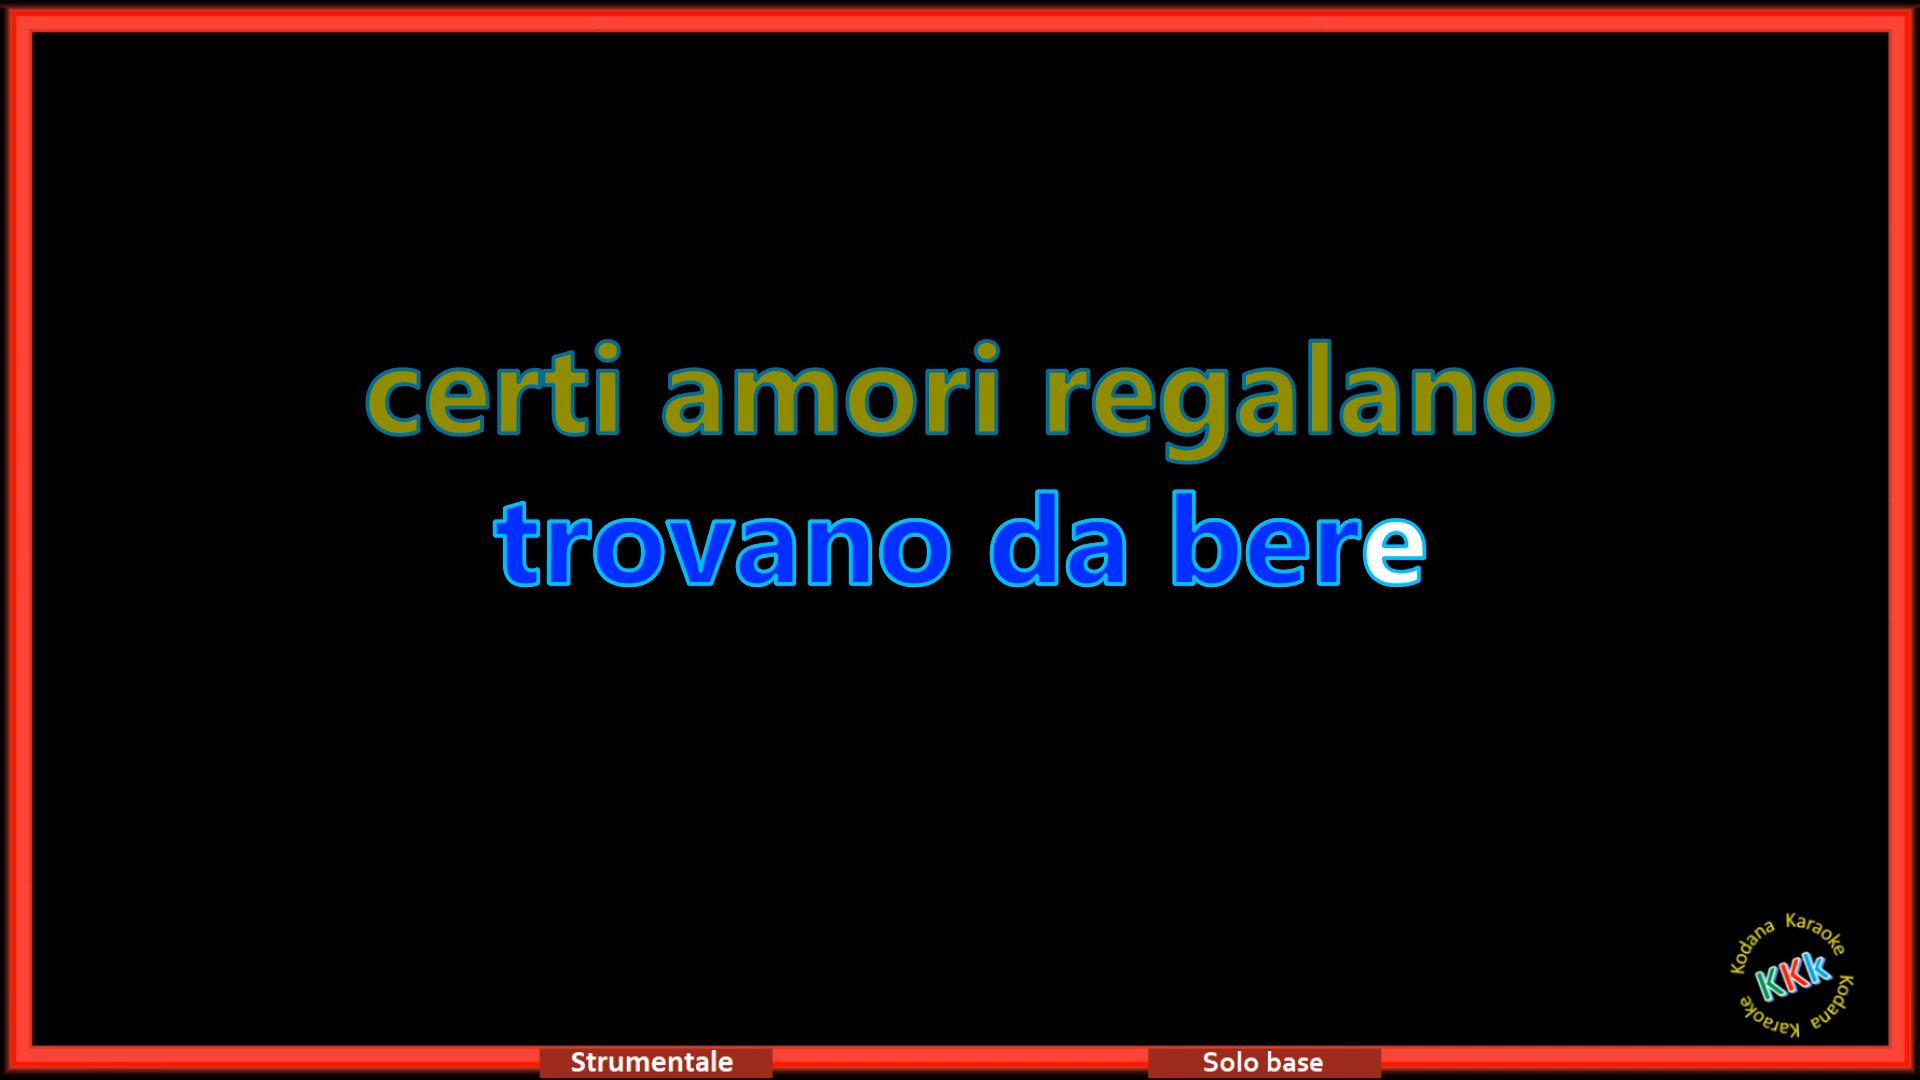 certi amori regalano
trovano da bere
Kodana Karaoke Kodana Karaoke
KKk
Strumentale
Solo base